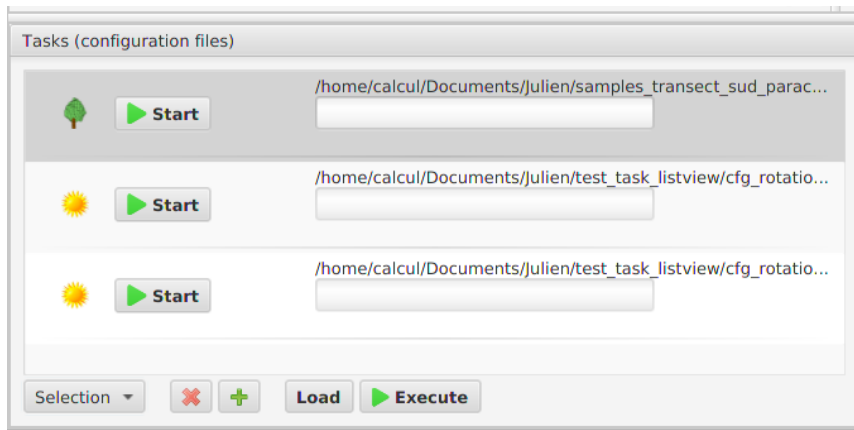 Tasks (configuration files)
/home/calcul/Documents/Julien/samples_transect_sud_parac...
Start
/home/calcul/Documents/Julien/test_task_listview/cfg_rotatio...
Start
/home/calcul/Documents/Julien/test_task_listview/cfg_rotatio...
Start
Selection Load Execute